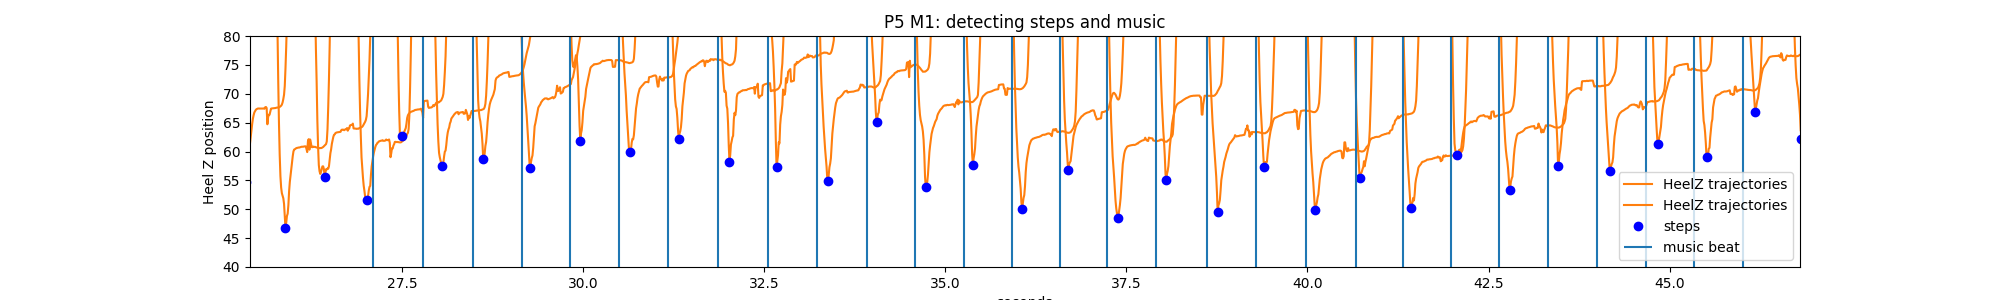 P5 M1: detecting steps and music
Heel Z position
80
75
70
65
60
55
50
45
40
27.5
30.0
32.5
35.0
37.5
40.0
42.5
45.0
seconds
HeelZ trajectories
HeelZ trajectories
steps
music beat